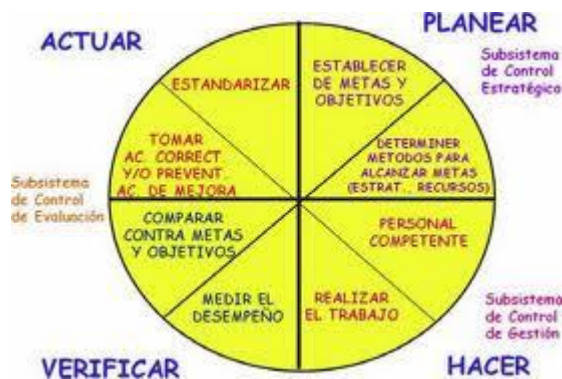 ACTUAR
PLANEAR
Subsistema
de Control
Estratégico
ESTANDARIZAR
ESTABLECER
DE METAS Y
OBJETIVOS
TOMAR
AC. CORRECT.
Y/O PREVENT.
AC. DE MEJORA
DETERMINER
METODOS PARA
ALCANZAR METAS
(ESTRAT., RECURSOS)
Subsistema
de Control
de Evaluación
COMPARAR
CONTRA METAS
Y OBJETIVOS
PERSONAL
COMPETENTE
MEDIR EL
DESEMPEÑO
REALIZAR
EL TRABAJO
Subsistema
de Control
de Gestión
VERIFICAR
HACER